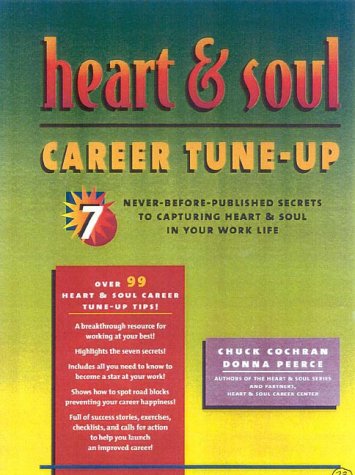 heart & soul
CAREER TUNE-UP
7
NEVER-BEFORE-PUBLISHED SECRETS
TO CAPTURING HEART & SOUL
IN YOUR WORK LIFE
OVER 99
HEART & SOUL CAREER
TUNE-UP TIPS!
A breakthrough resource for
working at your best!
Highlights the seven secrets!
Includes all you need to know to
become a star at your work!
Shows how to spot road blocks
preventing your career happiness!
Full of success stories, exercises,
checklists, and calls for action
to help you launch
an improved career!
CHUCK COCHRAN
DONNA PEERCE
AUTHORS OF THE HEART & SOUL SERIES
AND PARTNERS,
HEART & SOUL CAREER CENTER